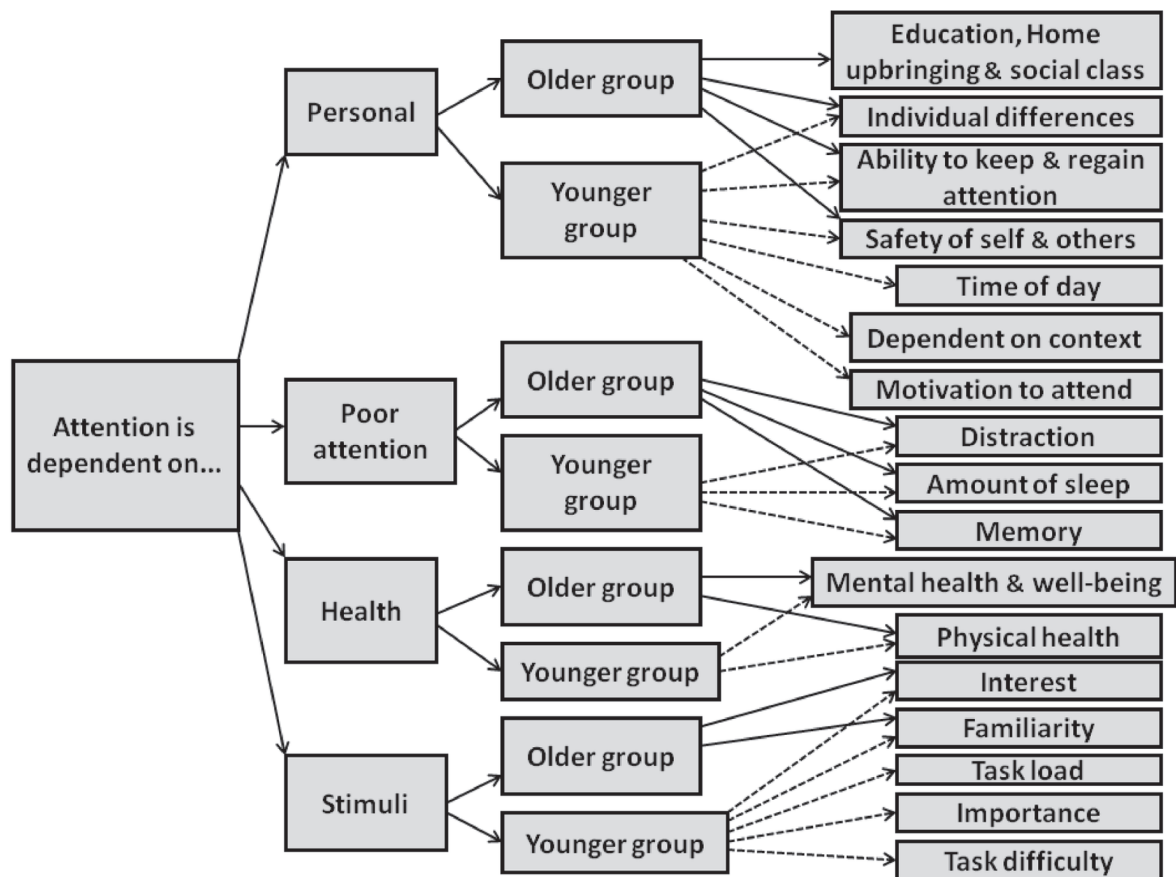 Attention is
dependent on...
Personal
Poor
attention
Health
Stimuli
Older group
Younger
group
Older group
Younger
group
Older group
Younger group
Older group
Younger group
Education, Home
upbringing & social class
Individual differences
Ability to keep & regain
attention
Safety of self & others
Time of day
Dependent on context
Motivation to attend
Distraction
Amount of sleep
Memory
Mental health & well-being
Physical health
Interest
Familiarity
Task load
Importance
Task difficulty